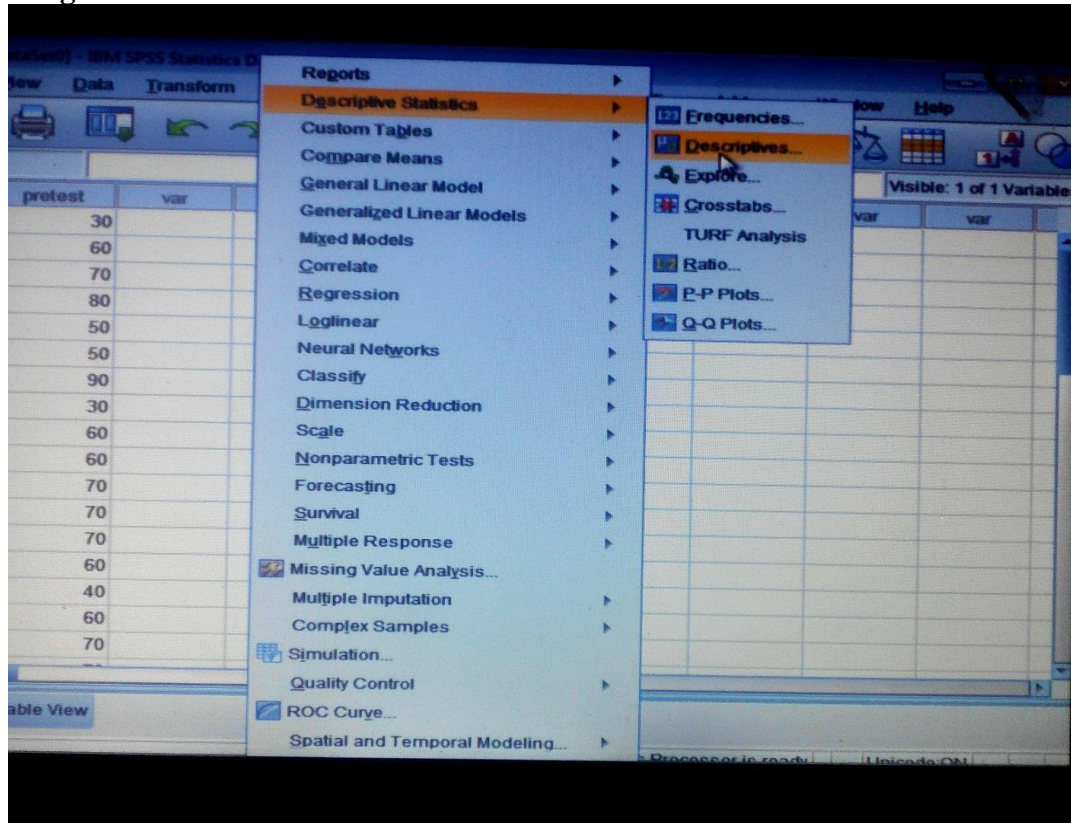 IBM SPSS Statistics D
Data Transform
Window Help
Visible: 1 of 1 Variable
pretest var var var
30
60
70
80
50
50
90
30
60
60
70
70
70
60
40
60
70
Reports
Descriptive Statistics
Custom Tables
Compare Means
General Linear Model
Generalized Linear Models
Mixed Models
Correlate
Regression
Loglinear
Neural Networks
Classify
Dimension Reduction
Scale
Nonparametric Tests
Forecasting
Survival
Multiple Response
Missing Value Analysis...
Multiple Imputation
Complex Samples
Simulation...
Quality Control
ROC Curve...
Spatial and Temporal Modeling...
Frequencies...
Descriptives...
Explore...
Crosstabs...
TURF Analysis
Ratio...
P-P Plots...
Q-Q Plots...
able View
Processor is ready Unicode:ON